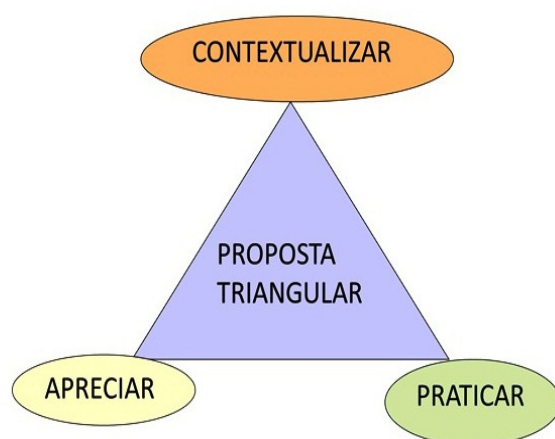 CONTEXTUALIZAR
PROPOSTA
TRIANGULAR
APRECIAR
PRATICAR